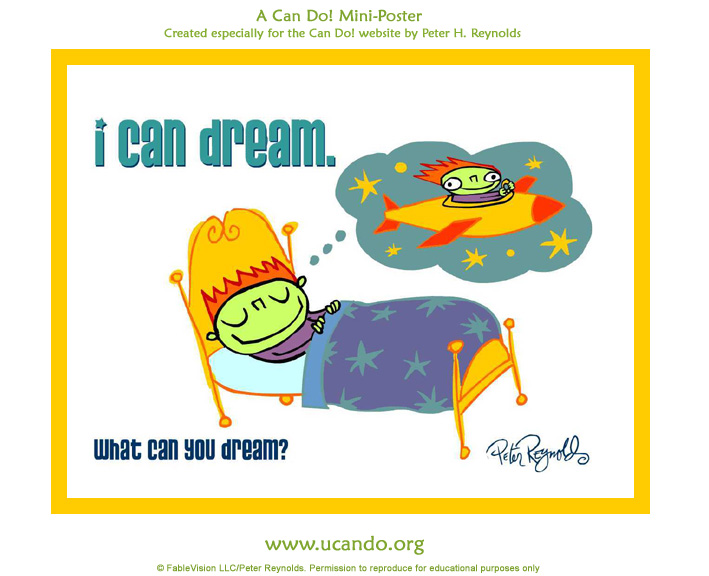 A Can Do! Mini-Poster
Created especially for the Can Do! website by Peter H. Reynolds
i can dream.
What can you dream?
Peter Reynolds
www.ucando.org
© FableVision LLC/Peter Reynolds. Permission to reproduce for educational purposes only